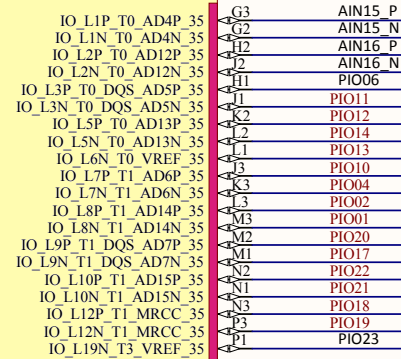 IO_L1P_T0_AD4P_35 G3 AIN15_P
IO_L1N_T0_AD4N_35 G2 AIN15_N
IO_L2P_T0_AD12P_35 H2 AIN16_P
IO_L2N_T0_AD12N_35 J2 AIN16_N
IO_L3P_T0_DQS_AD5P_35 H1 PIO06
IO_L3N_T0_DQS_AD5N_35 J1 PIO11
IO_L5P_T0_AD13P_35 K2 PIO12
IO_L5N_T0_AD13N_35 L2 PIO14
IO_L6N_T0_VREF_35 L1 PIO13
IO_L7P_T1_AD6P_35 J3 PIO10
IO_L7N_T1_AD6N_35 K3 PIO04
IO_L8P_T1_AD14P_35 L3 PIO02
IO_L8N_T1_AD14N_35 M3 PIO01
IO_L9P_T1_DQS_AD7P_35 M2 PIO20
IO_L9N_T1_DQS_AD7N_35 M1 PIO17
IO_L10P_T1_AD15P_35 N2 PIO22
IO_L10N_T1_AD15N_35 N1 PIO21
IO_L12P_T1_MRCC_35 N3 PIO18
IO_L12N_T1_MRCC_35 P3 PIO19
IO_L19N_T3_VREF_35 P1 PIO23